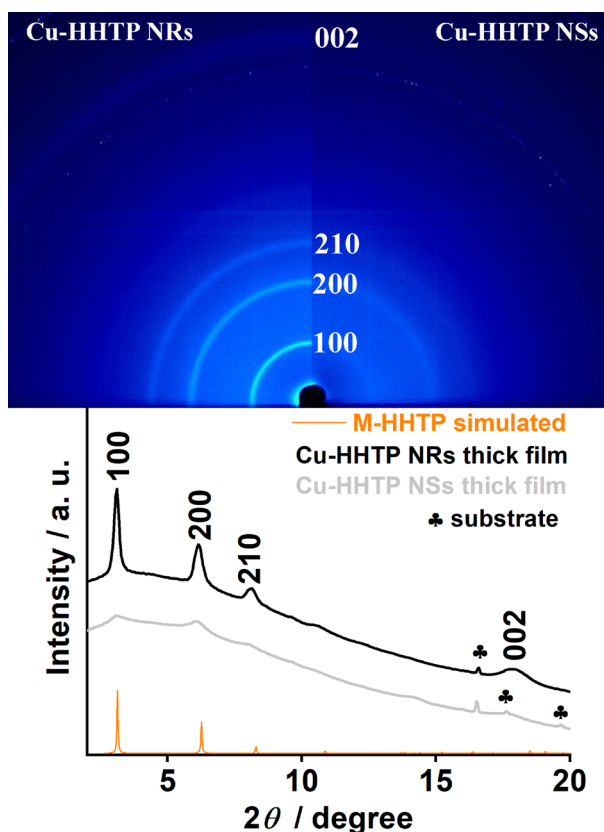 Cu-HHTP NRs 002 Cu-HHTP NSs
210
200
100
M-HHTP simulated
Cu-HHTP NRs thick film
Cu-HHTP NSs thick film
♣ substrate
100
200
210
♣
002
♣
♣
Intensity / a. u.
5 10 15 20
2θ / degree